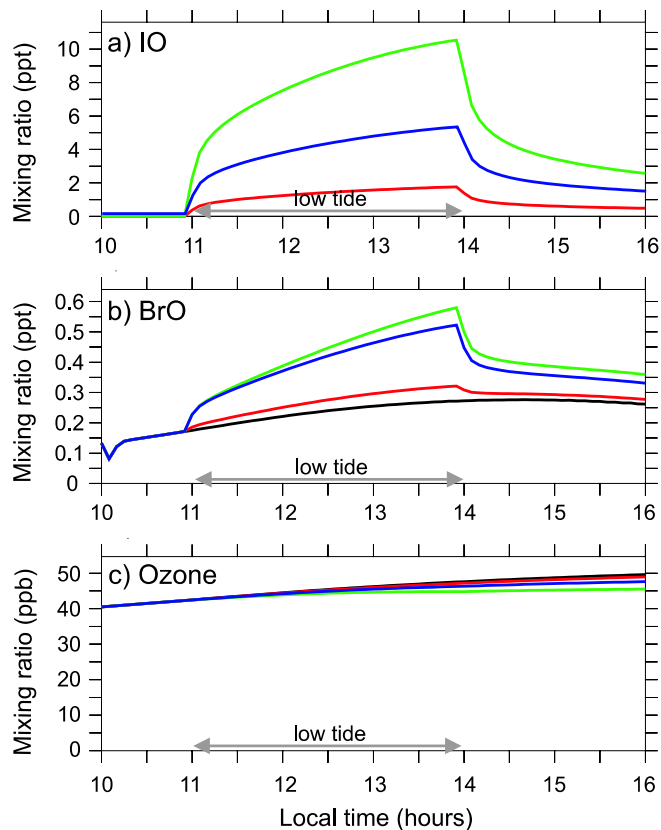 a) IO
Mixing ratio (ppt)
10
8
6
4
2
0
low tide
10 11 12 13 14 15 16
b) BrO
Mixing ratio (ppt)
0.6
0.5
0.4
0.3
0.2
0.1
0
low tide
10 11 12 13 14 15 16
c) Ozone
Mixing ratio (ppb)
50
40
30
20
10
0
low tide
10 11 12 13 14 15 16
Local time (hours)